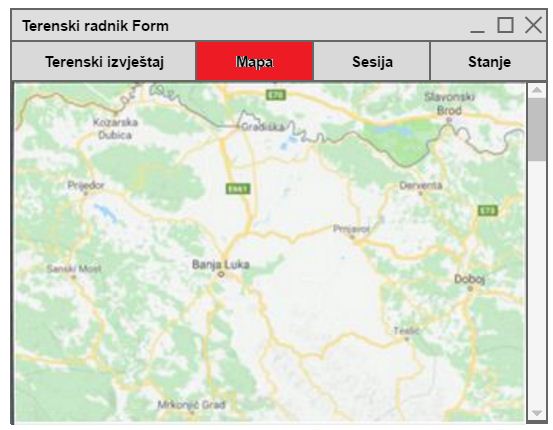 Terenski radnik Form
Terenski izvještaj
Mapa
Sesija
Stanje
E70
Slavonski
Brod
Kozarska
Dubica
Gradiška
Prijedor
E661
Derventa
E73
Prnjavor
Sanski Most
Banja Luka
Doboj
Teslić
Mrkonjić Grad